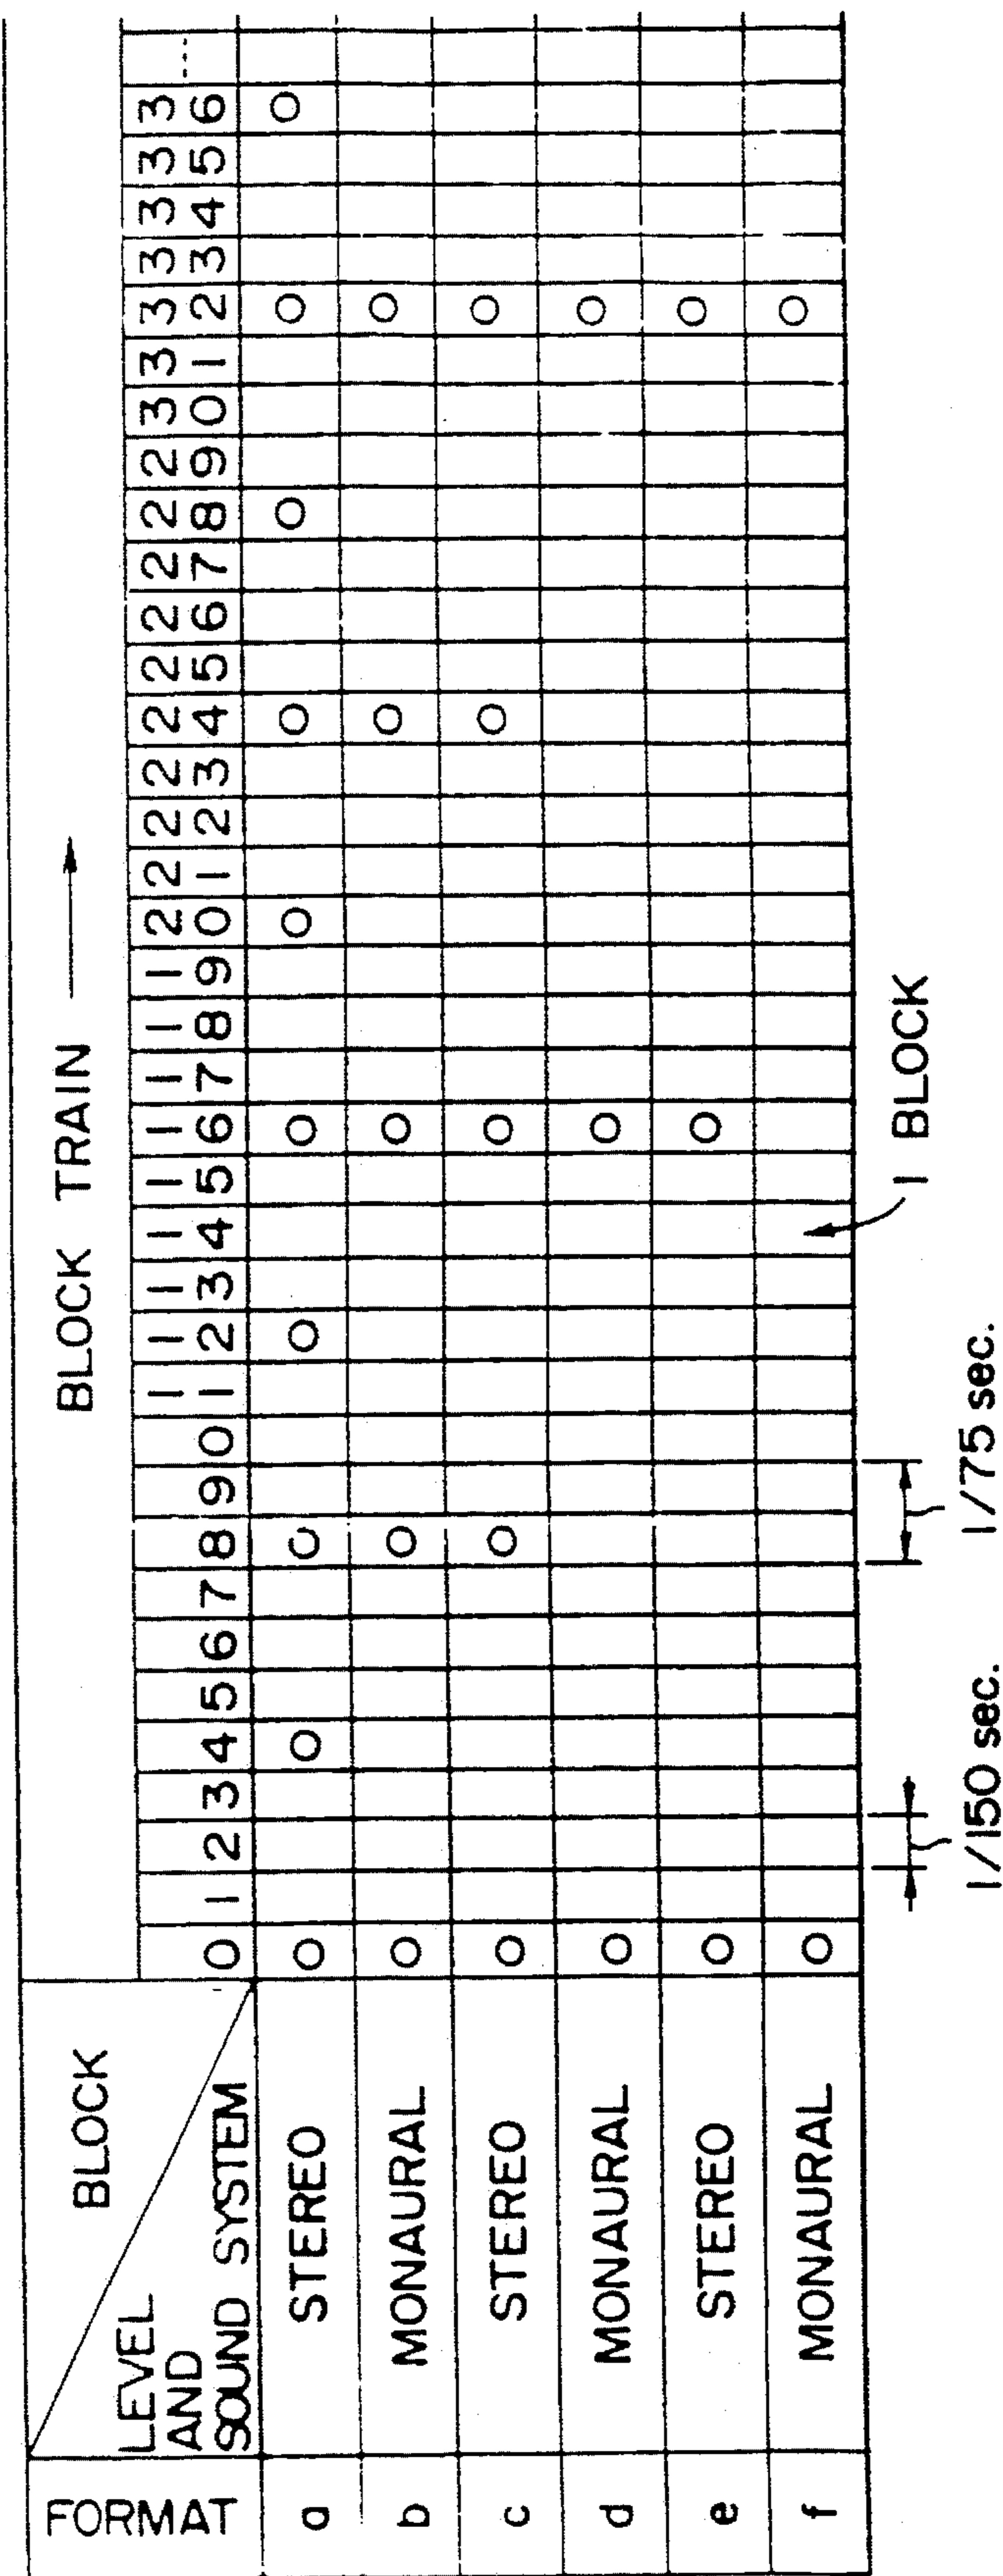 BLOCK TRAIN
BLOCK
LEVEL
AND
SOUND SYSTEM
FORMAT
0 1 2 3 4 5 6 7 8 9 0 11 12 13 14 15 16 17 18 19 20 21 22 23 24 25 26 27 28 29 30 31 32 33 34 35 36 ----
a STEREO O O O O O O O O O O
b MONAURAL O O O O O
c STEREO O O O O O
d MONAURAL O O O
e STEREO O O O
f MONAURAL O O
1 BLOCK
1/150 sec.
1/75 sec.